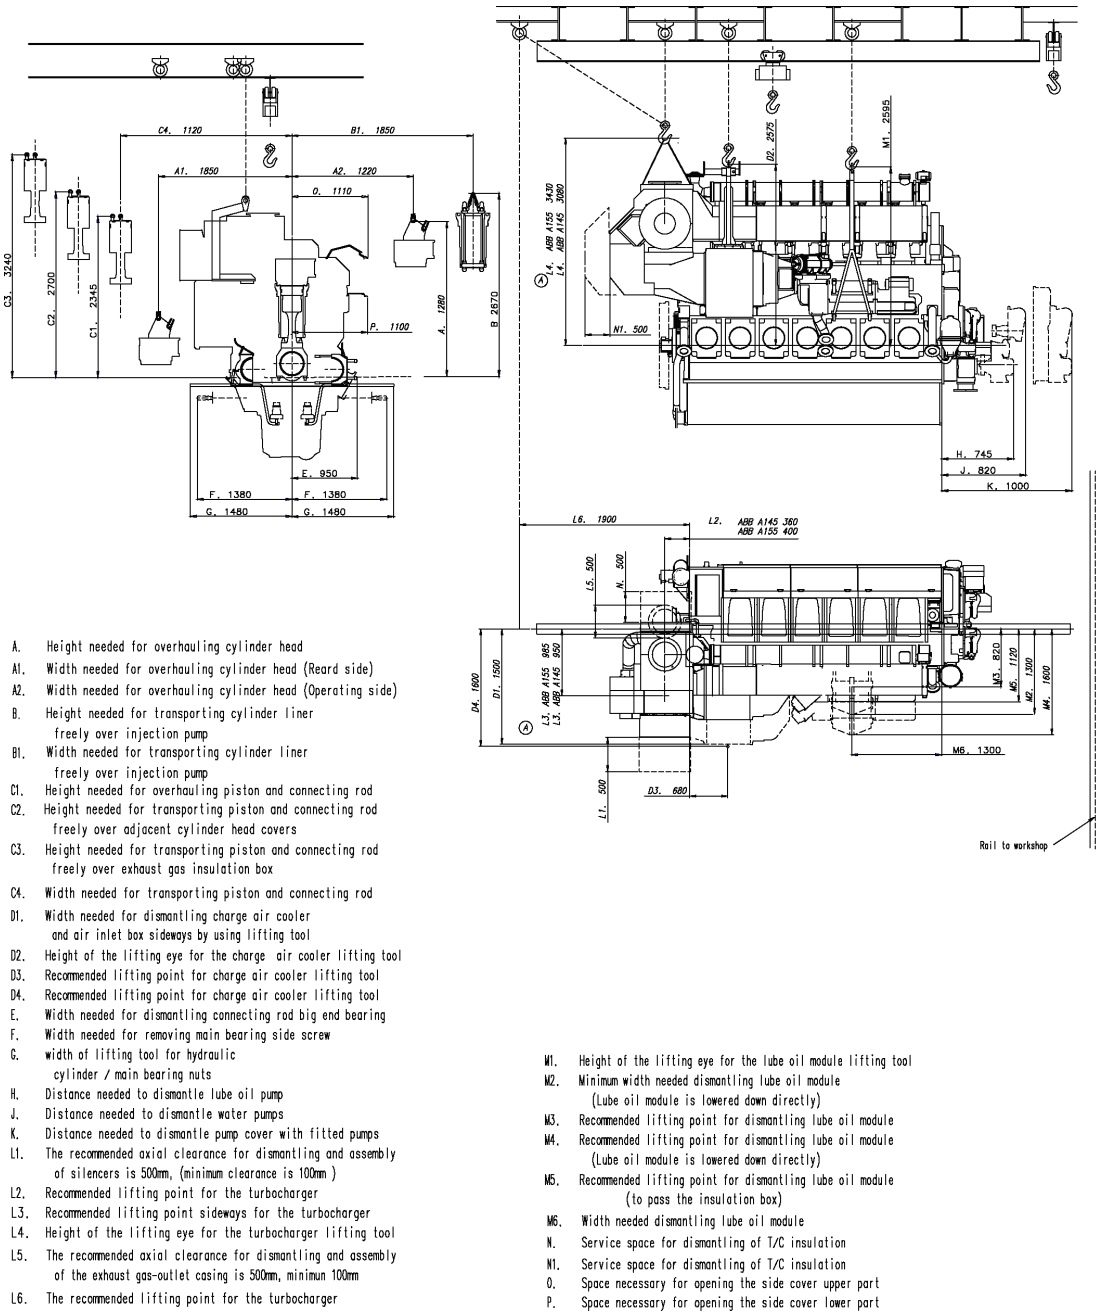 C4. 1120
B1. 1850
A1. 1850
A2. 1220
O. 1110
C3. 3240
C2. 2700
C1. 2345
A. 1280
B 2670
P. 1100
E. 950
F. 1380
F. 1380
G. 1480
G. 1480
D2. 2575
M1. 2595
L4. ABB A155 3430
L4. ABB A145 3080
A
N1. 500
H. 745
J. 820
K. 1000
L6. 1900
L2. ABB A145 360
ABB A155 400
L5. 500
N. 500
D4. 1600
D1. 1500
L3. ABB A155 985
L3. ABB A145 950
A
M3. 820
M5. 1120
M2. 1300
M4. 1600
M6. 1300
D3. 680
L1. 500
Rail to workshop
A. Height needed for overhauling cylinder head
A1. Width needed for overhauling cylinder head (Reard side)
A2. Width needed for overhauling cylinder head (Operating side)
B. Height needed for transporting cylinder liner
freely over injection pump
B1. Width needed for transporting cylinder liner
freely over injection pump
C1. Height needed for overhauling piston and connecting rod
C2. Height needed for transporting piston and connecting rod
freely over adjacent cylinder head covers
C3. Height needed for transporting piston and connecting rod
freely over exhaust gas insulation box
C4. Width needed for transporting piston and connecting rod
D1. Width needed for dismantling charge air cooler
and air inlet box sideways by using lifting tool
D2. Height of the lifting eye for the charge air cooler lifting tool
D3. Recommended lifting point for charge air cooler lifting tool
D4. Recommended lifting point for charge air cooler lifting tool
E. Width needed for dismantling connecting rod big end bearing
F. Width needed for removing main bearing side screw
G. width of lifting tool for hydraulic
cylinder / main bearing nuts
H. Distance needed to dismantle lube oil pump
J. Distance needed to dismantle water pumps
K. Distance needed to dismantle pump cover with fitted pumps
L1. The recommended axial clearance for dismantling and assembly
of silencers is 500mm, (minimum clearance is 100mm )
L2. Recommended lifting point for the turbocharger
L3. Recommended lifting point sideways for the turbocharger
L4. Height of the lifting eye for the turbocharger lifting tool
L5. The recommended axial clearance for dismantling and assembly
of the exhaust gas-outlet casing is 500mm, minimun 100mm
L6. The recommended lifting point for the turbocharger
M1. Height of the lifting eye for the lube oil module lifting tool
M2. Minimum width needed dismantling lube oil module
(Lube oil module is lowered down directly)
M3. Recommended lifting point for dismantling lube oil module
M4. Recommended lifting point for dismantling lube oil module
(Lube oil module is lowered down directly)
M5. Recommended lifting point for dismantling lube oil module
(to pass the insulation box)
M6. Width needed dismantling lube oil module
N. Service space for dismantling of T/C insulation
N1. Service space for dismantling of T/C insulation
O. Space necessary for opening the side cover upper part
P. Space necessary for opening the side cover lower part